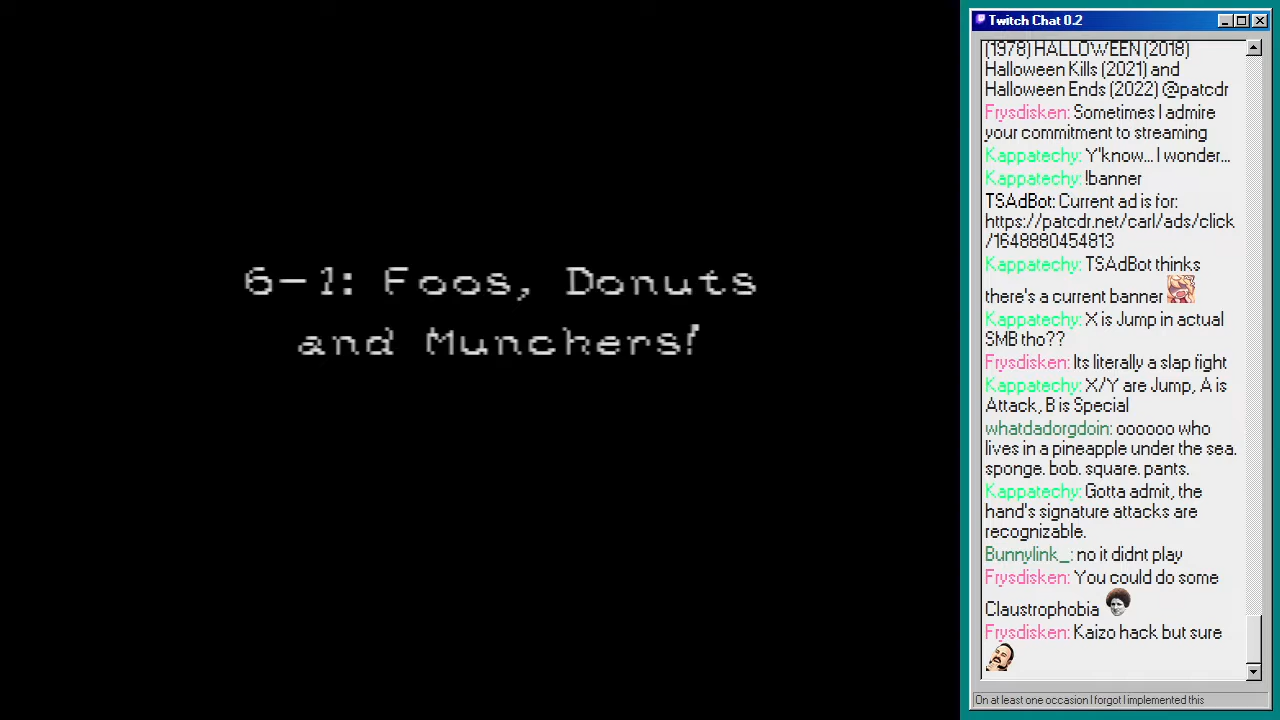 6-1: Foos, Donuts
and Munchers!
Twitch Chat 0.2
(1978) HALLOWEEN (2018)
Halloween Kills (2021) and
Halloween Ends (2022) @patcdr
Frysdisken: Sometimes I admire
your commitment to streaming
Kappatechy: Y'know... I wonder...
Kappatechy: !banner
TSAdBot: Current ad is for:
https://patcdr.net/carl/ads/click
/1648880454813
Kappatechy: TSAdBot thinks
there's a current banner
Kappatechy: X is Jump in actual
SMB tho??
Frysdisken: Its literally a slap fight
Kappatechy: X/Y are Jump, A is
Attack, B is Special
whatdadorgdoin: oooooo who
lives in a pineapple under the sea.
sponge. bob. square. pants.
Kappatechy: Gotta admit, the
hand's signature attacks are
recognizable.
Bunnylink_: no it didnt play
Frysdisken: You could do some
Claustrophobia
Frysdisken: Kaizo hack but sure
On at least one occasion I forgot I implemented this